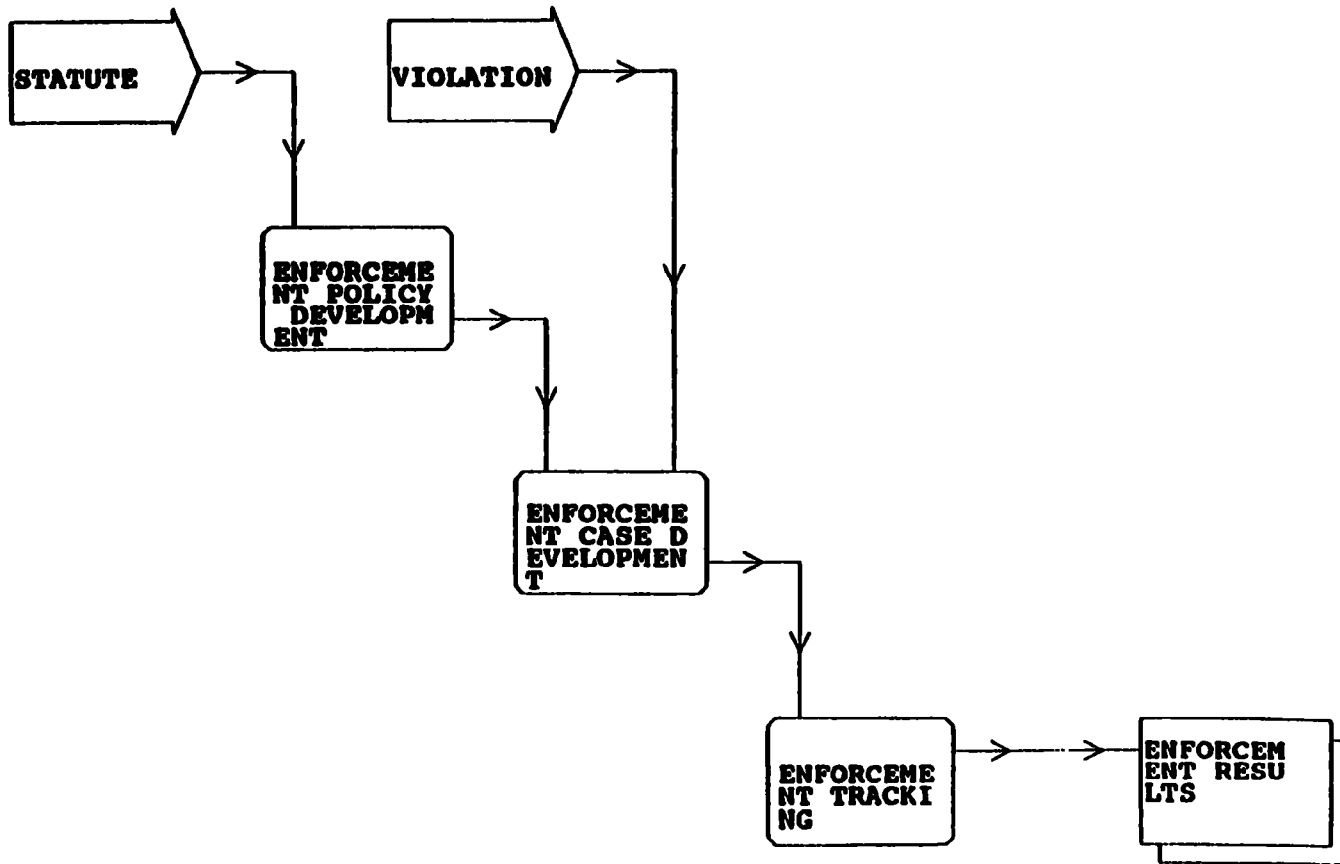 STATUTE
VIOLATION
ENFORCEME
NT POLICY
DEVELOPM
ENT
ENFORCEME
NT CASE D
EVELOPMEN
T
ENFORCEME
NT TRACKI
NG
ENFORCEM
ENT RESU
LTS